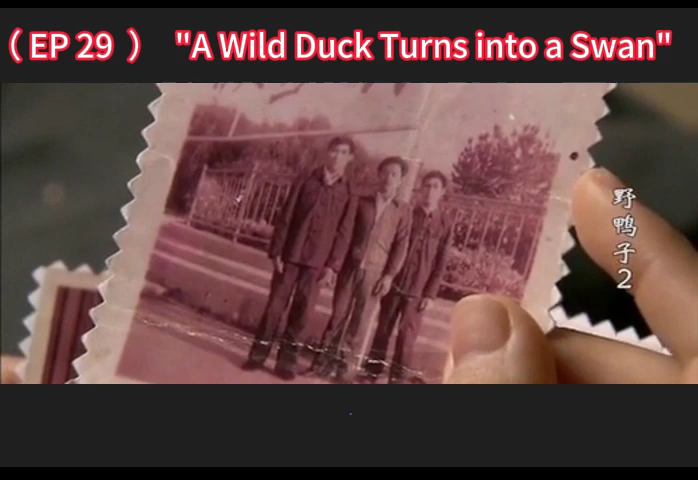 （ EP 29 ） "A Wild Duck Turns into a Swan"
野鸭子2